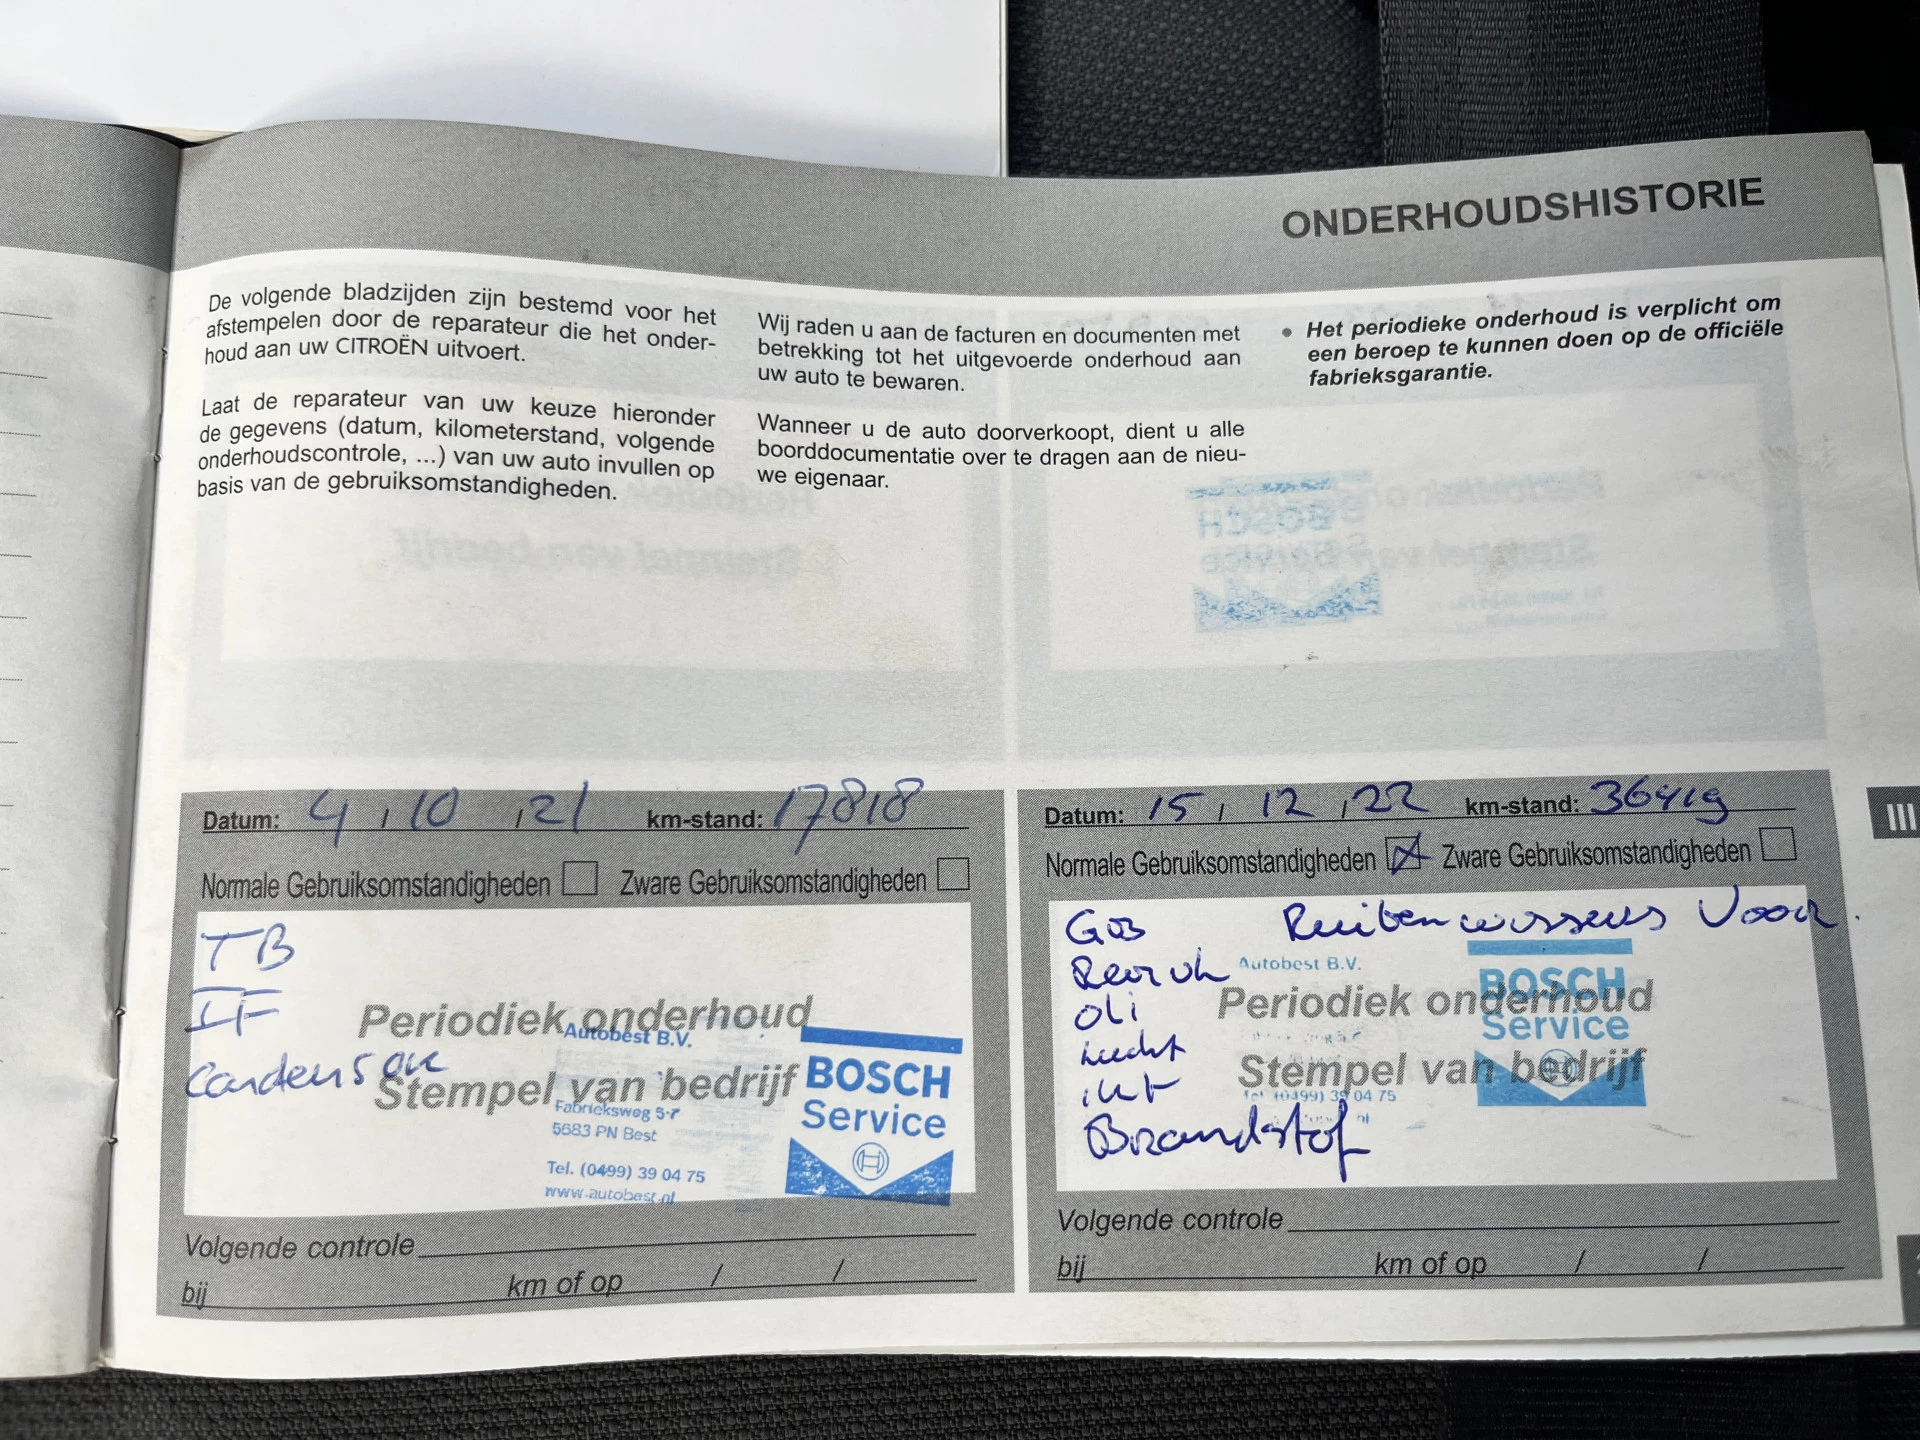 ONDERHOUDSHISTORIE
De volgende bladzijden zijn bestemd voor het
afstempelen door de reparateur die het onder-
houd aan uw CITROËN uitvoert.
Laat de reparateur van uw keuze hieronder
de gegevens (datum, kilometerstand, volgende
onderhoudscontrole, ...) van uw auto invullen op
basis van de gebruiksomstandigheden.
Wij raden u aan de facturen en documenten met
betrekking tot het uitgevoerde onderhoud aan
uw auto te bewaren.
Wanneer u de auto doorverkoopt, dient u alle
boorddocumentatie over te dragen aan de nieu-
we eigenaar.
• Het periodieke onderhoud is verplicht om
een beroep te kunnen doen op de officiële
fabrieksgarantie.
Datum: 4 / 10 / 21 km-stand: 17818
Normale Gebruiksomstandigheden Zware Gebruiksomstandigheden
TB
IF
Periodiek onderhoud
Stempel van bedrijf
Autobest B.V.
Fabrieksweg 5-7
5683 PN Best
Tel. (0499) 39 04 75
www.autobest.nl
BOSCH
Service
Volgende controle
bij km of op / /
Datum: 15 / 12 / 22 km-stand: 36419
Normale Gebruiksomstandigheden Zware Gebruiksomstandigheden
Ruitenwissers Voor
oli
lucht
int
Brandstof
Autobest B.V.
Periodiek onderhoud
Stempel van bedrijf
Tel. (0499) 39 04 75
BOSCH
Service
Volgende controle
bij km of op / /
III